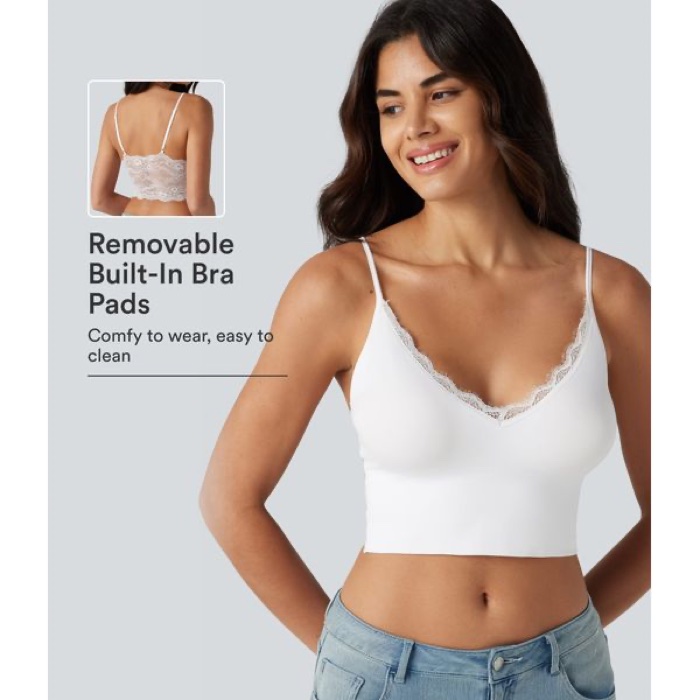 Removable
Built-In Bra
Pads
Comfy to wear, easy to
clean